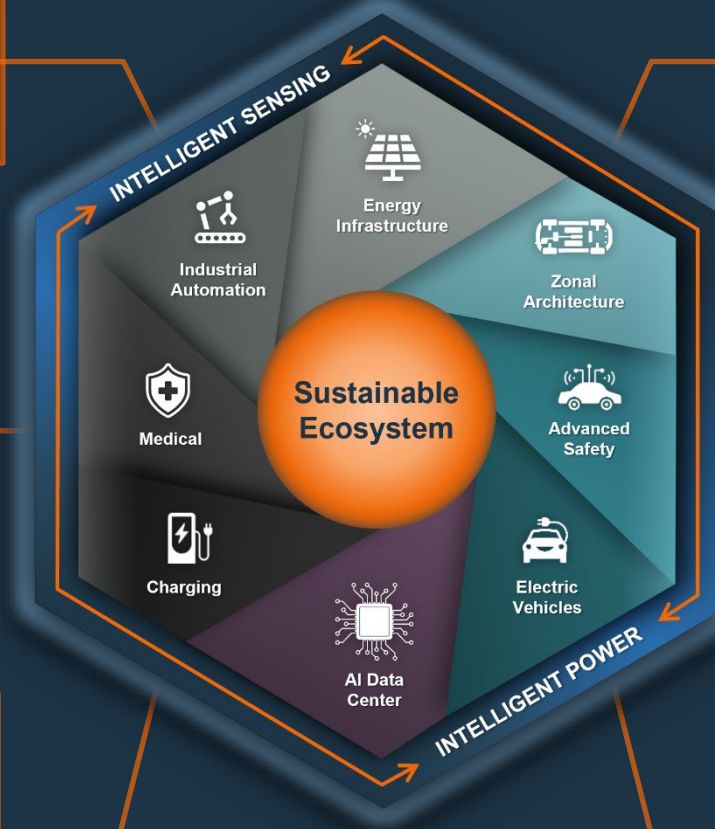 INTELLIGENT SENSING
Energy
Infrastructure
Industrial
Automation
Zonal
Architecture
Sustainable
Ecosystem
Medical
Advanced
Safety
Charging
Electric
Vehicles
AI Data
Center
INTELLIGENT POWER